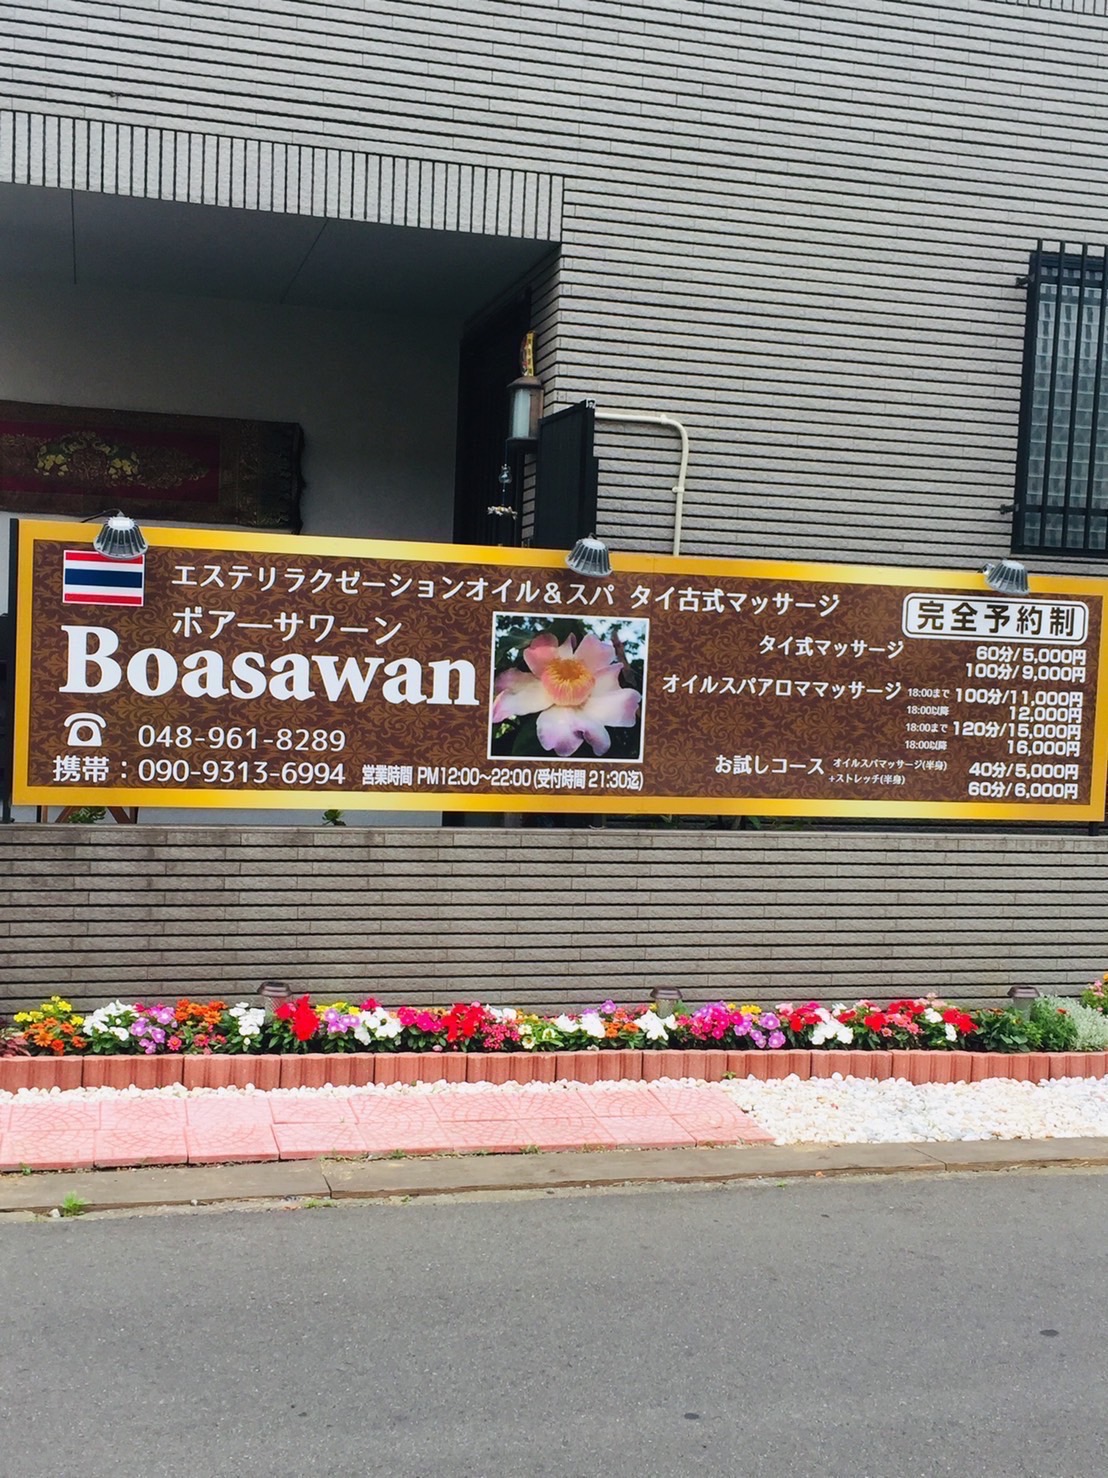 エステリラクゼーションオイル＆スパ タイ古式マッサージ
ボアーサワーン
Boasawan
048-961-8289
携帯：090-9313-6994
営業時間 PM12:00〜22:00(受付時間 21:30迄)
完全予約制
タイ式マッサージ 60分/5,000円
100分/9,000円
オイルスパアロママッサージ 18:00まで 100分/11,000円
18:00以降 12,000円
18:00まで 120分/15,000円
18:00以降 16,000円
お試しコース オイルスパマッサージ(半身) 40分/5,000円
+ストレッチ(半身) 60分/6,000円